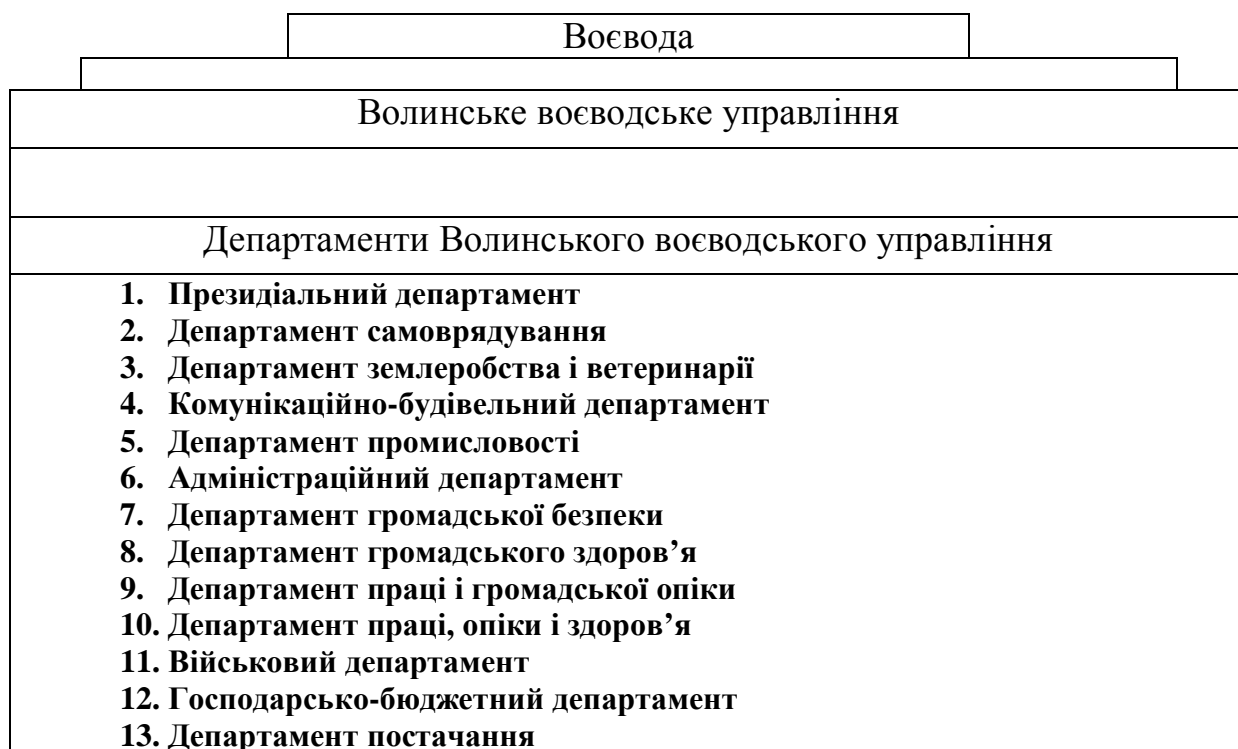 Воєвода
Волинське воєводське управління
Департаменти Волинського воєводського управління
1. Президіальний департамент
2. Департамент самоврядування
3. Департамент землеробства і ветеринарії
4. Комунікаційно-будівельний департамент
5. Департамент промисловості
6. Адміністраційний департамент
7. Департамент громадської безпеки
8. Департамент громадського здоров’я
9. Департамент праці і громадської опіки
10. Департамент праці, опіки і здоров’я
11. Військовий департамент
12. Господарсько-бюджетний департамент
13. Департамент постачання